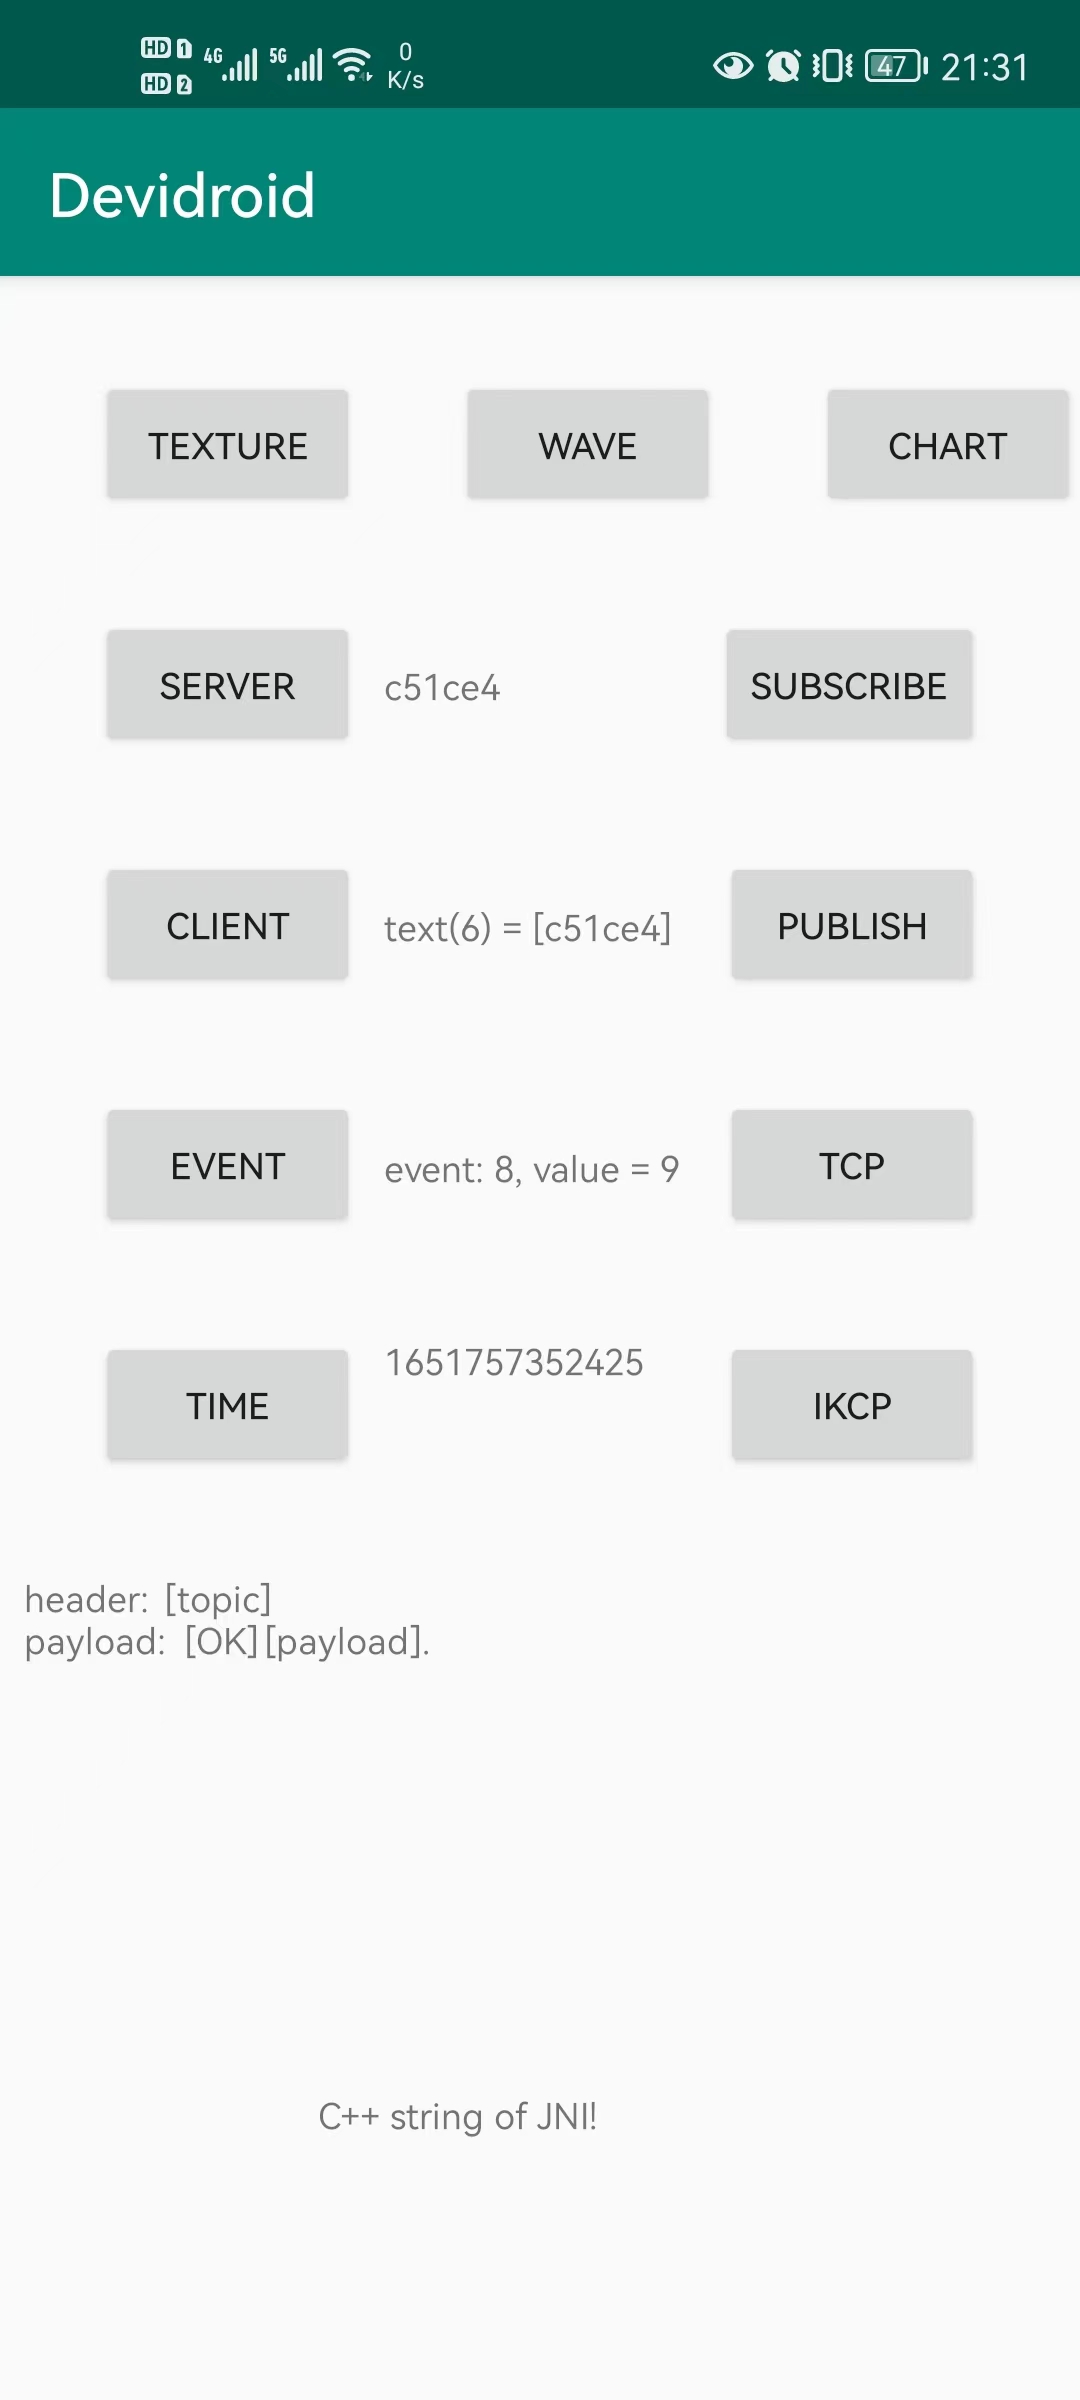 HD 1 4G 5G 0
HD 2 K/s 47 21:31
Devidroid
TEXTURE WAVE CHART
SERVER c51ce4 SUBSCRIBE
CLIENT text(6) = [c51ce4] PUBLISH
EVENT event: 8, value = 9 TCP
TIME 1651757352425 IKCP
header: [topic]
payload: [OK][payload].
C++ string of JNI!